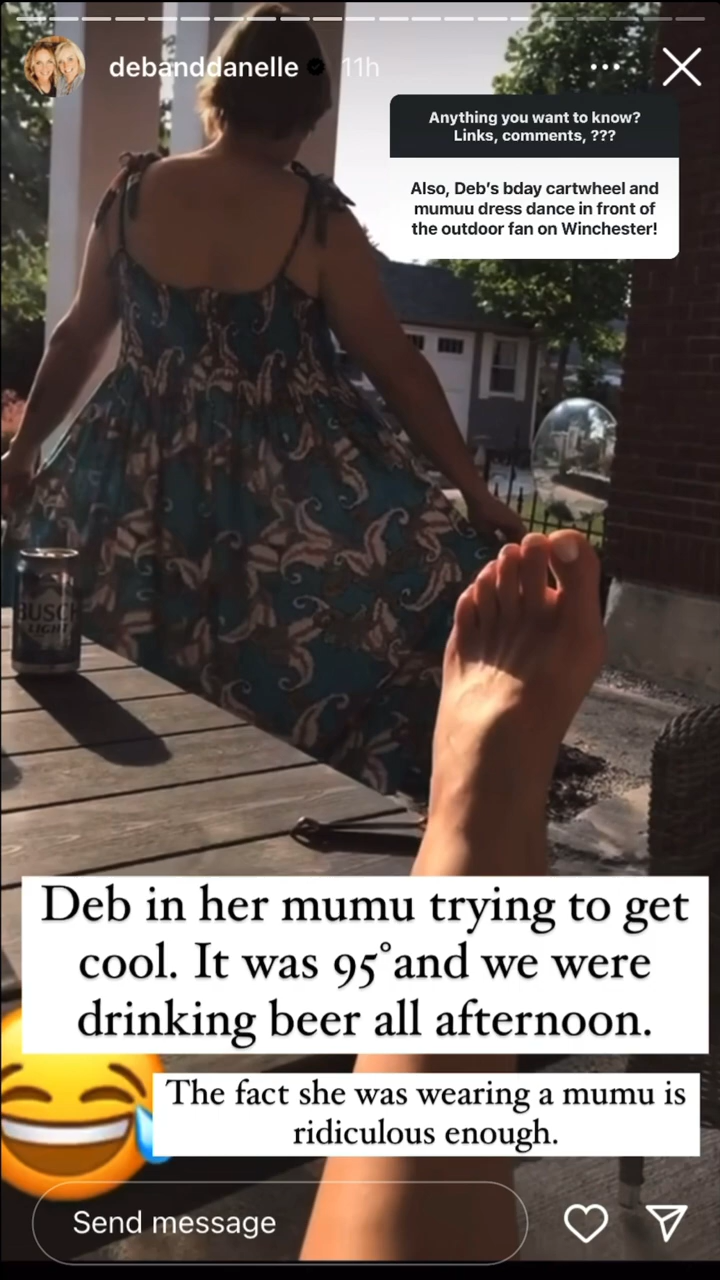 debanddanelle 11h
Anything you want to know?
Links, comments, ???
Also, Deb's bday cartwheel and
mumuu dress dance in front of
the outdoor fan on Winchester!
BUSCH
LIGHT
Deb in her mumu trying to get
cool. It was 95° and we were
drinking beer all afternoon.
The fact she was wearing a mumu is
ridiculous enough.
Send message